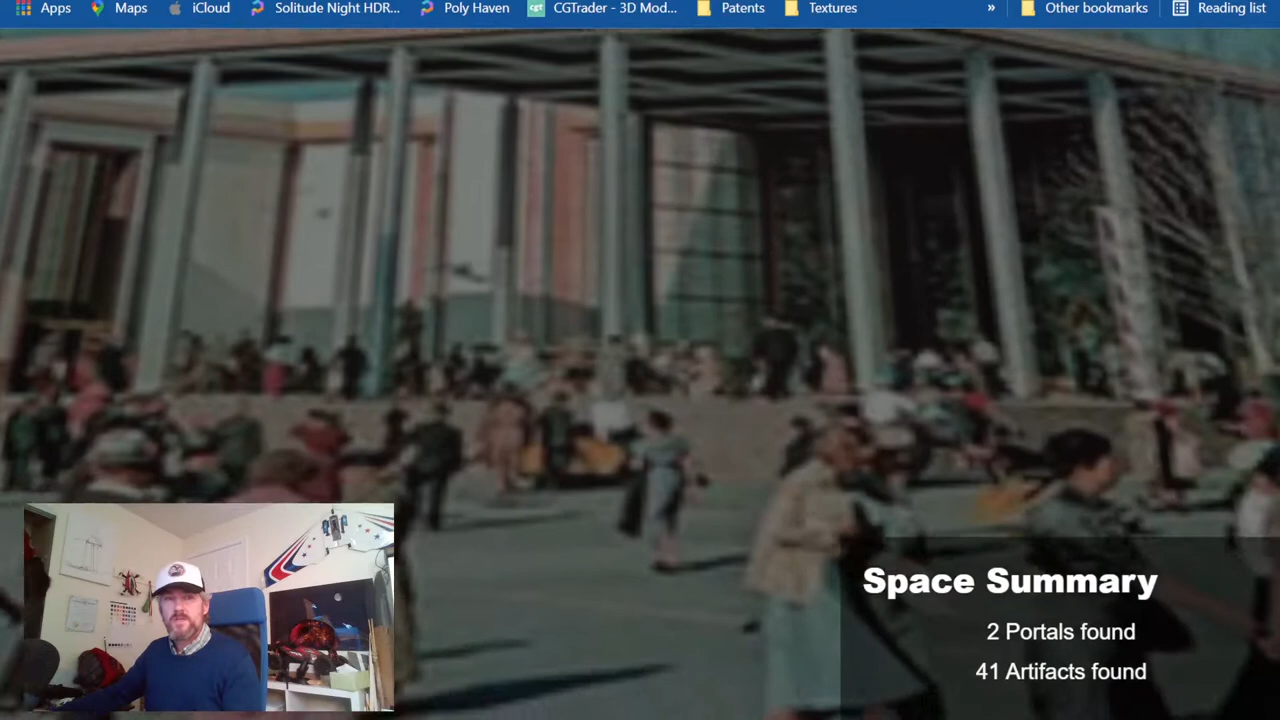 Apps Maps iCloud Solitude Night HDR... Poly Haven cgt CGTrader - 3D Mod... Patents Textures » Other bookmarks Reading list
Space Summary
2 Portals found
41 Artifacts found